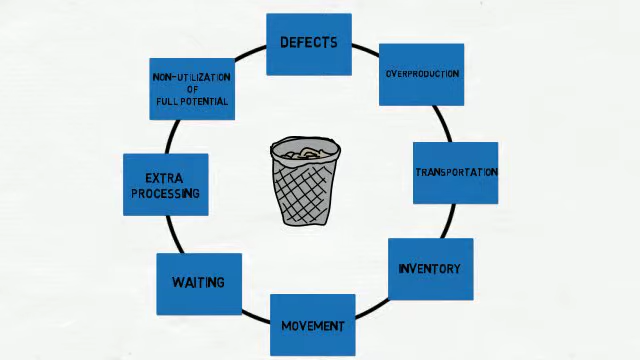 DEFECTS
OVERPRODUCTION
TRANSPORTATION
INVENTORY
MOVEMENT
WAITING
EXTRA
PROCESSING
NON-UTILIZATION
OF
FULL POTENTIAL